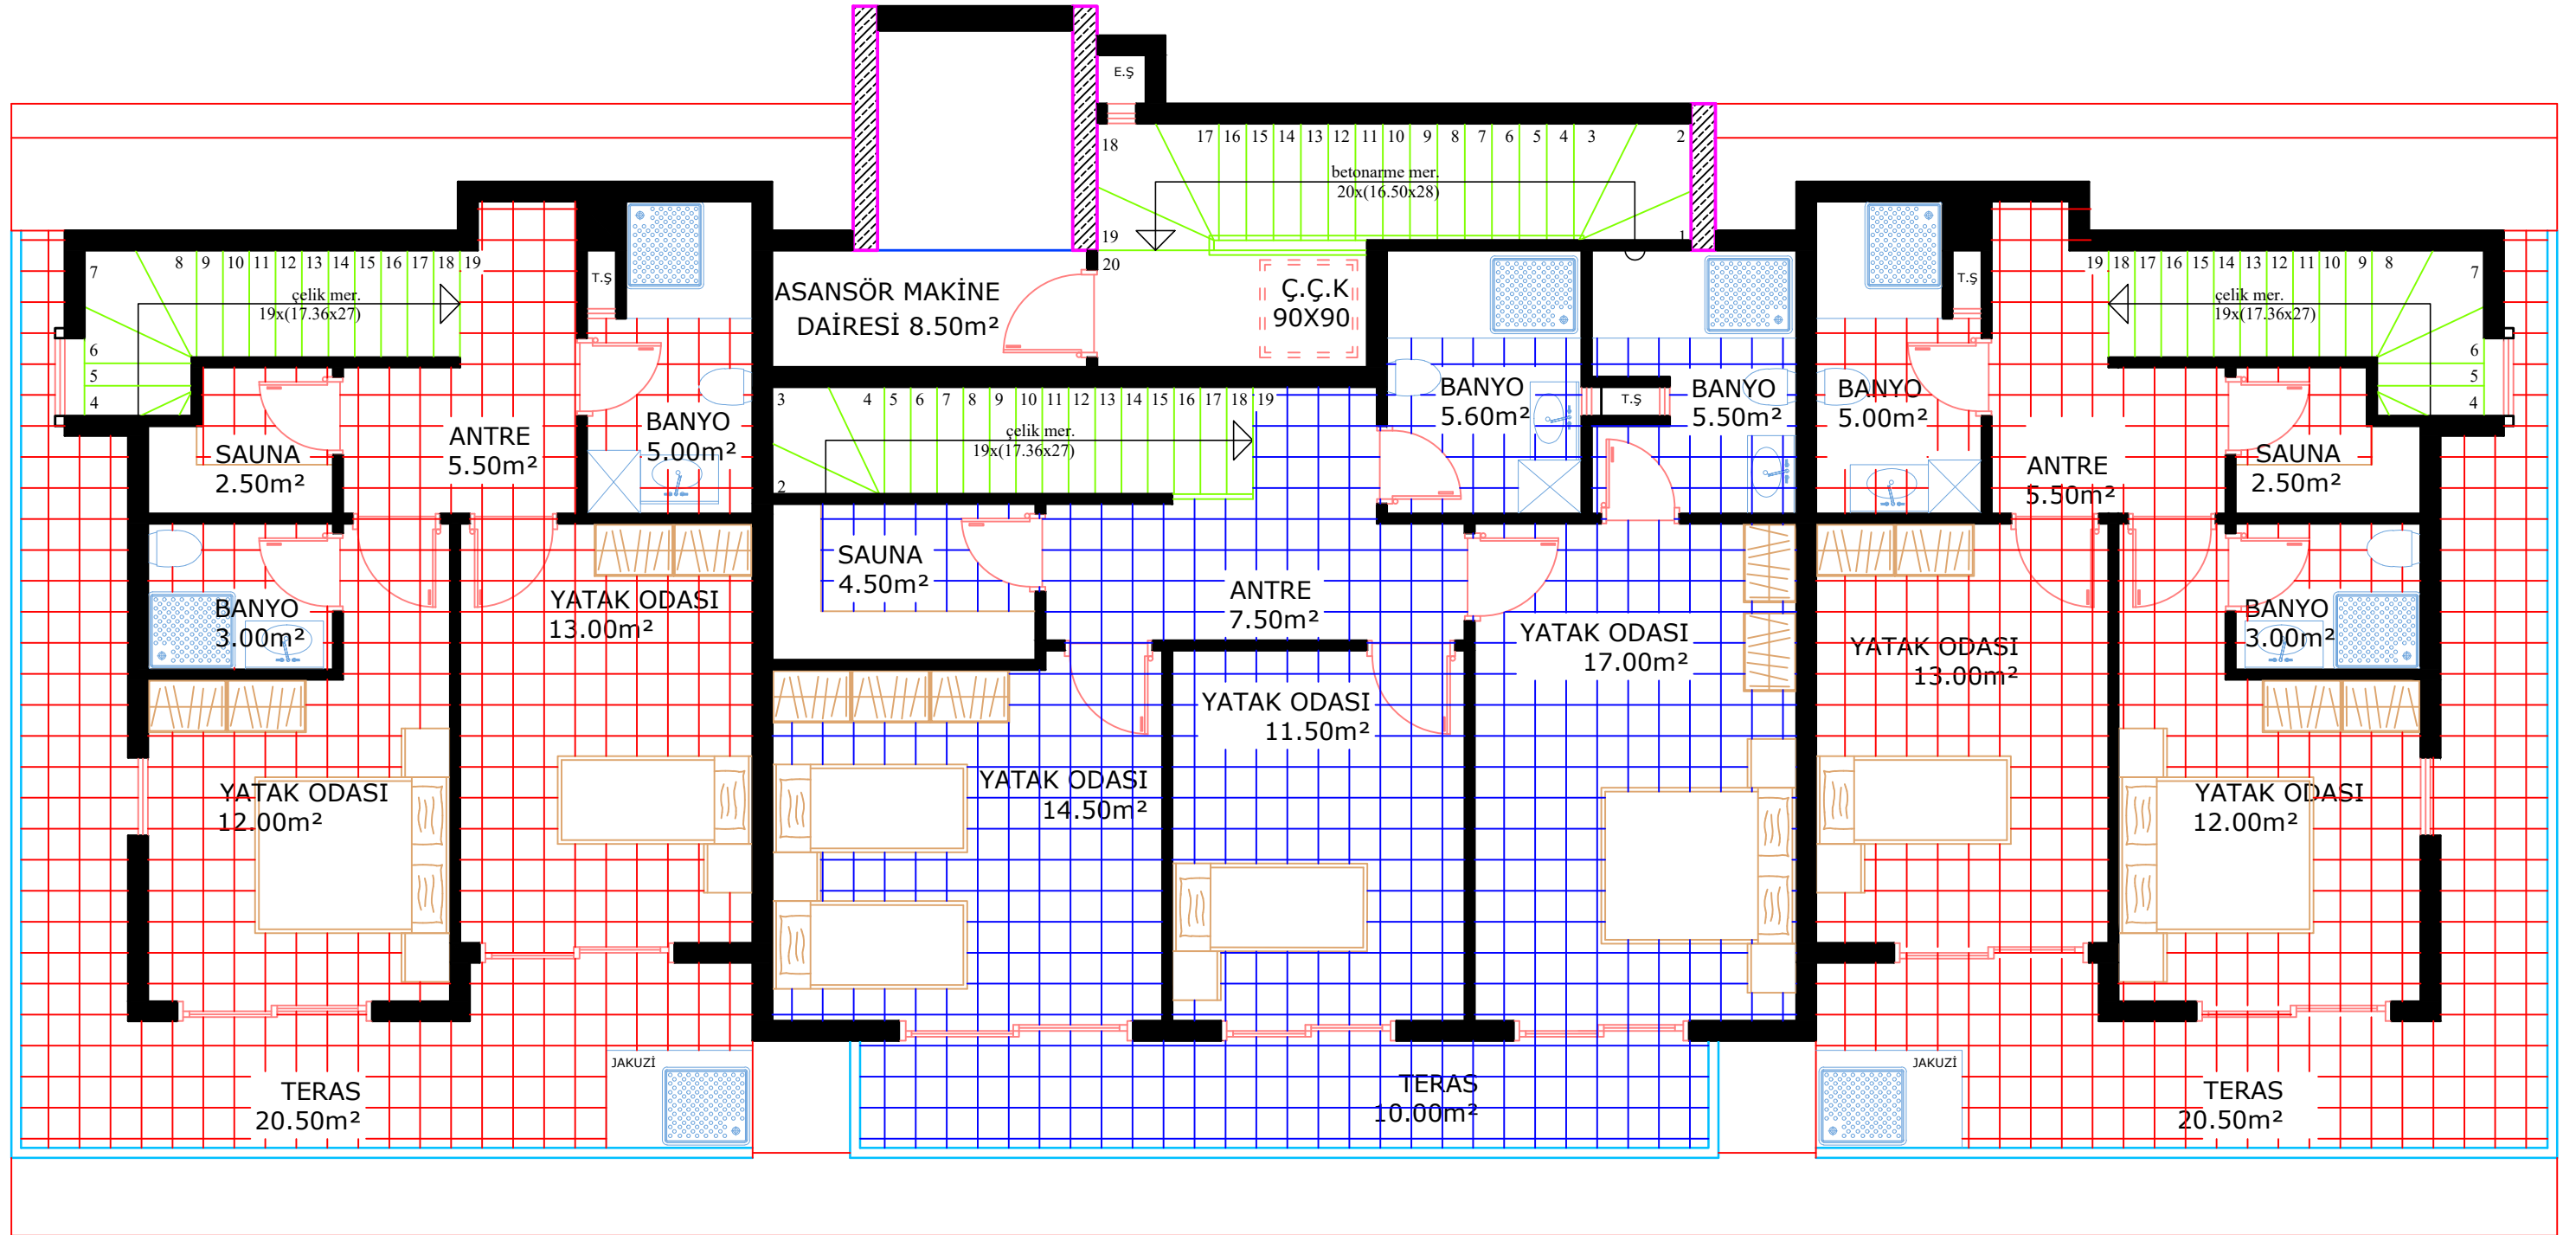 E.Ş
18
17 16 15 14 13 12 11 10 9 8 7 6 5 4 3 2
betonarme mer.
20x(16.50x28)
19
1
20
7
8 9 10 11 12 13 14 15 16 17 18 19
çelik mer.
19x(17.36x27)
6
5
4
T.Ş
ASANSÖR MAKİNE
DAİRESİ 8.50m²
Ç.Ç.K
90X90
T.Ş
19 18 17 16 15 14 13 12 11 10 9 8
7
çelik mer.
19x(17.36x27)
6
5
4
SAUNA
2.50m²
ANTRE
5.50m²
BANYO
5.00m²
3
4 5 6 7 8 9 10 11 12 13 14 15 16 17 18 19
çelik mer.
19x(17.36x27)
2
BANYO
5.60m²
T.Ş
BANYO
5.50m²
BANYO
5.00m²
ANTRE
5.50m²
SAUNA
2.50m²
BANYO
3.00m²
YATAK ODASI
13.00m²
SAUNA
4.50m²
ANTRE
7.50m²
YATAK ODASI
17.00m²
YATAK ODASI
13.00m²
BANYO
3.00m²
YATAK ODASI
12.00m²
YATAK ODASI
14.50m²
YATAK ODASI
11.50m²
YATAK ODASI
12.00m²
TERAS
20.50m²
JAKUZİ
TERAS
10.00m²
JAKUZİ
TERAS
20.50m²